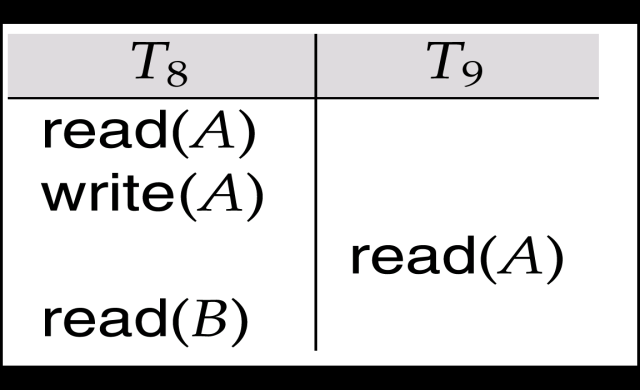 T₈ T₉
read(A)
write(A)
read(A)
read(B)